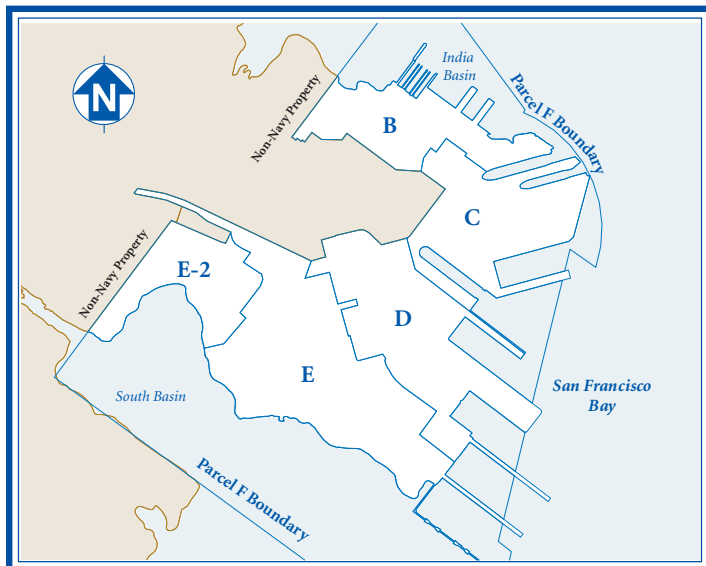 N
India
Basin
Parcel F Boundary
Non-Navy Property
B
C
Non-Navy Property
E-2
D
E
South Basin
San Francisco
Bay
Parcel F Boundary